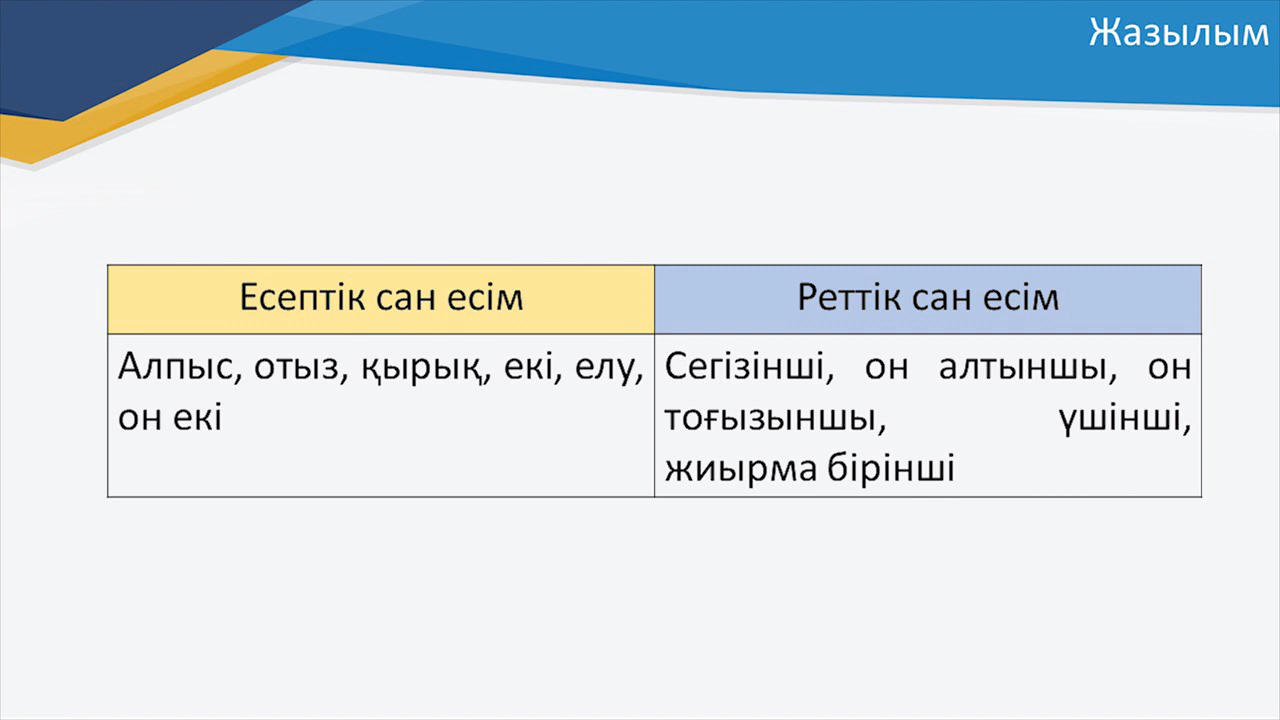 Жазылым
Есептік сан есім
Реттік сан есім
Алпыс, отыз, қырық, екі, елу,
он екі
Сегізінші, он алтыншы, он
тоғызыншы, үшінші,
жиырма бірінші